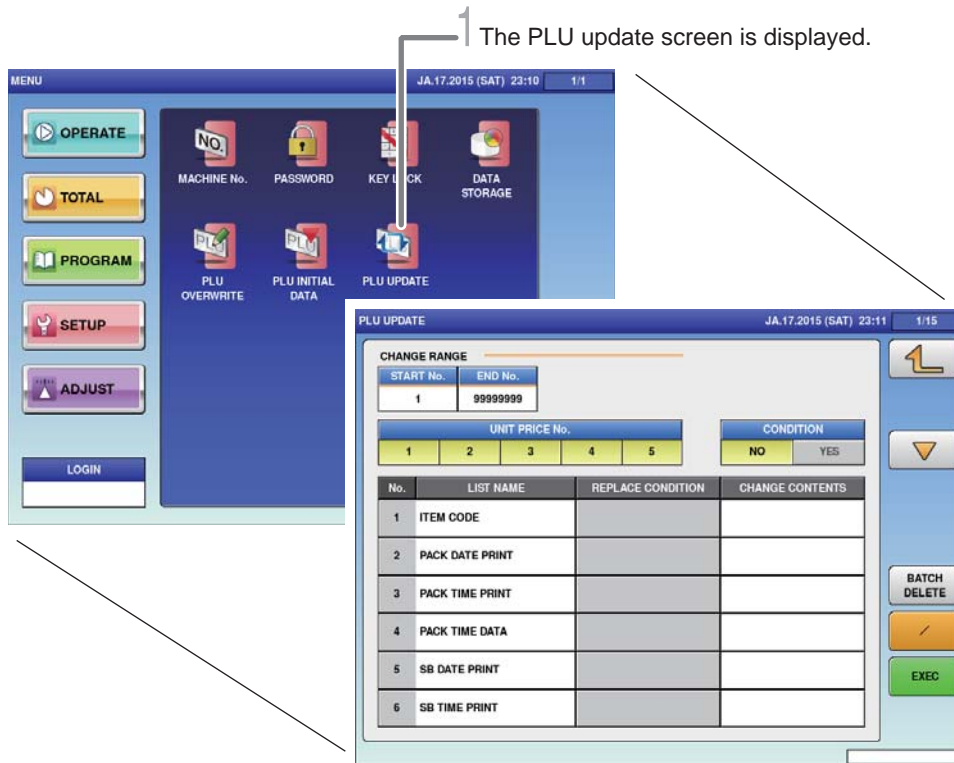 1 The PLU update screen is displayed.
MENU JA.17.2015 (SAT) 23:10 1/1
OPERATE
TOTAL
PROGRAM
SETUP
ADJUST
LOGIN
NO.
MACHINE No. PASSWORD KEY LOCK DATA STORAGE
PLU PLU
PLU OVERWRITE PLU INITIAL DATA PLU UPDATE
PLU UPDATE JA.17.2015 (SAT) 23:11 1/15
CHANGE RANGE
START No. END No.
1 99999999
UNIT PRICE No. CONDITION
1 2 3 4 5 NO YES
No. LIST NAME REPLACE CONDITION CHANGE CONTENTS
1 ITEM CODE
2 PACK DATE PRINT
3 PACK TIME PRINT
4 PACK TIME DATA
5 SB DATE PRINT
6 SB TIME PRINT
BATCH DELETE
/
EXEC